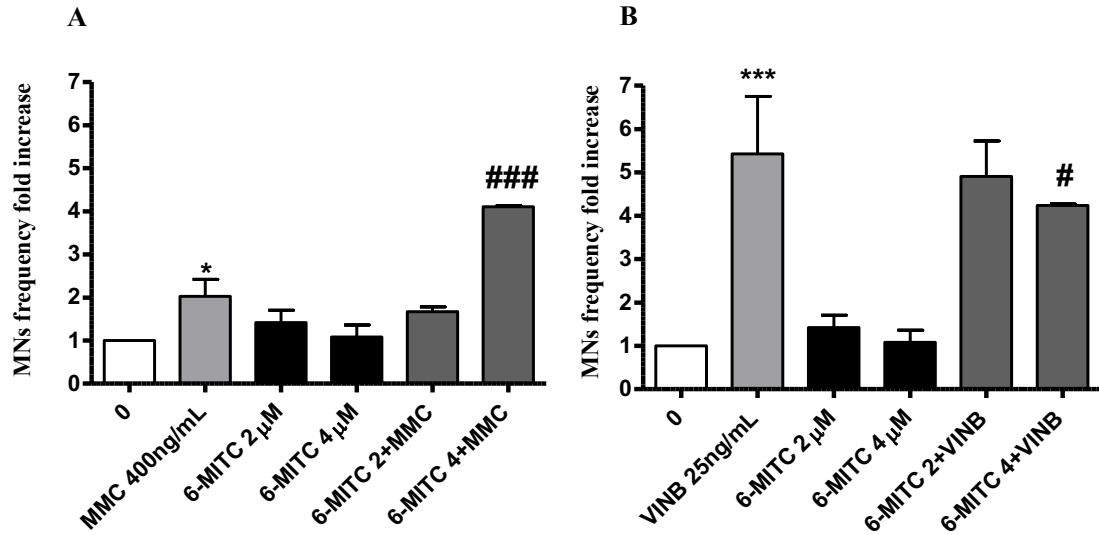 A
MNs frequency fold increase
7
6
5
4
3
2
1
0
*
###
0
MMC 400ng/mL
6-MITC 2 μM
6-MITC 4 μM
6-MITC 2+MMC
6-MITC 4+MMC
B
MNs frequency fold increase
7
6
5
4
3
2
1
0
***
#
0
VINB 25ng/mL
6-MITC 2 μM
6-MITC 4 μM
6-MITC 2+VINB
6-MITC 4+VINB